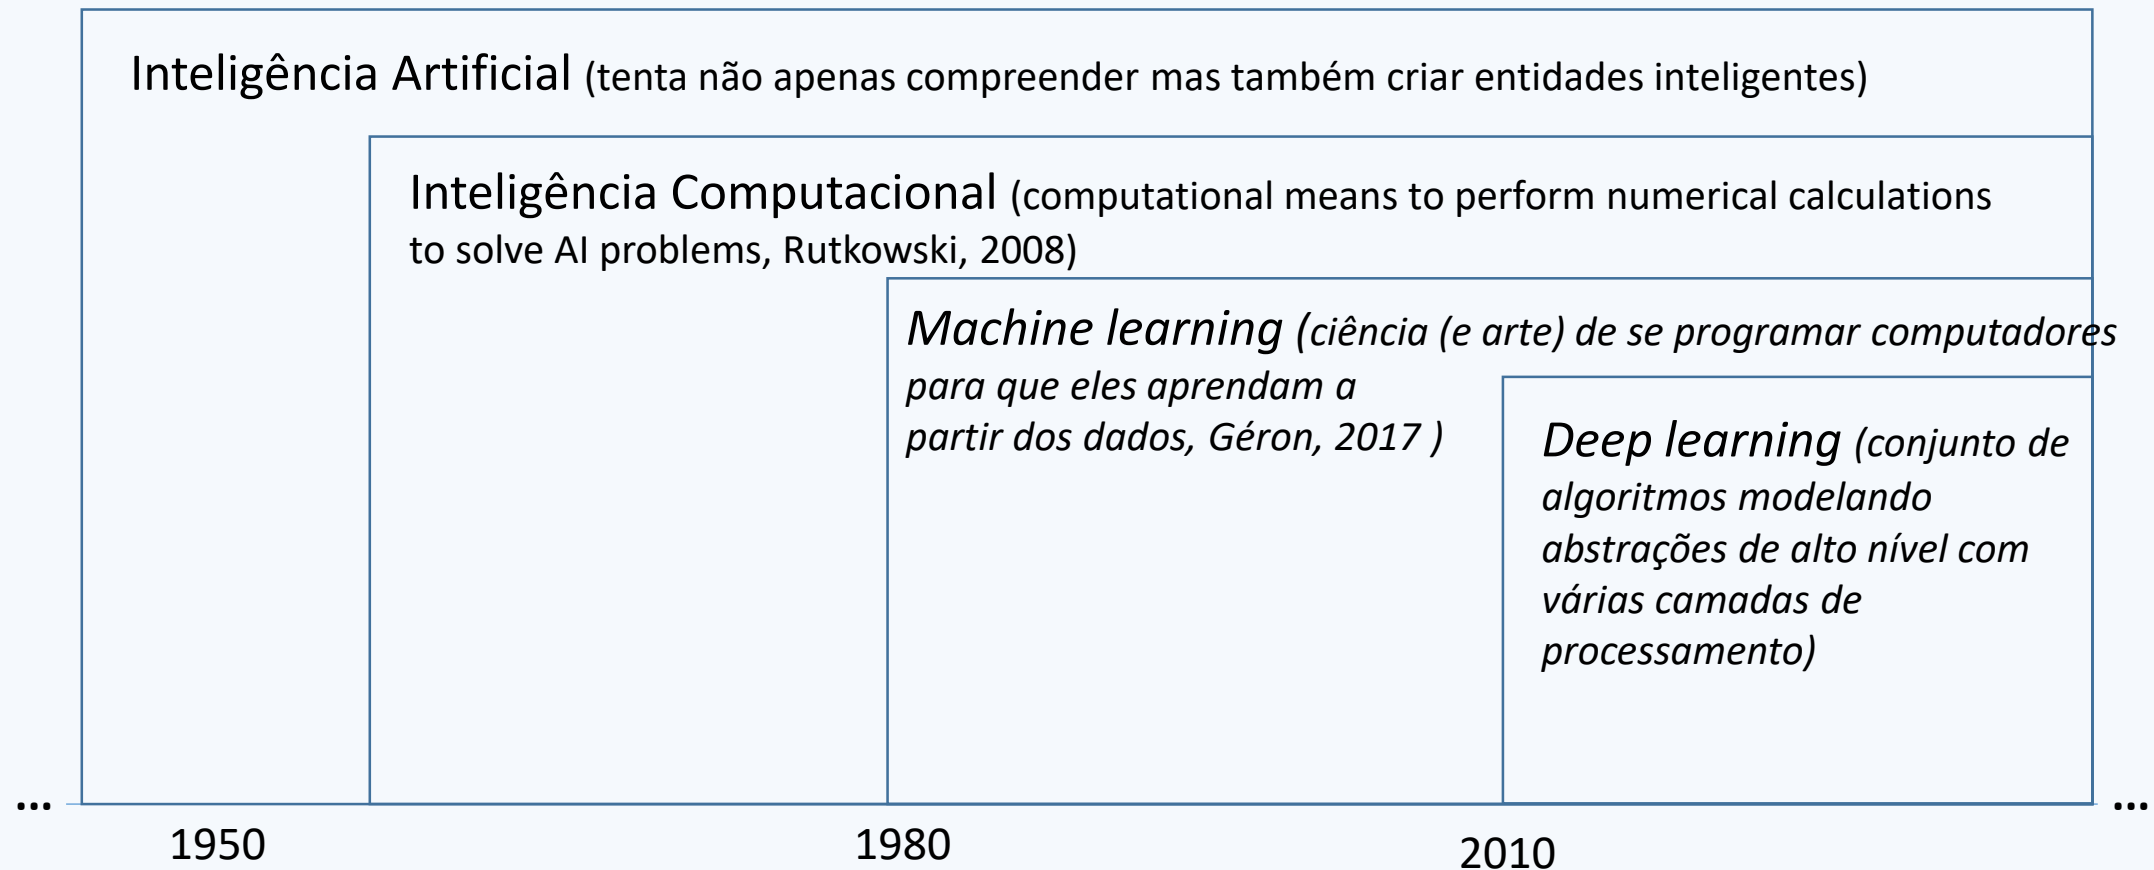 Inteligência Artificial (tenta não apenas compreender mas também criar entidades inteligentes)
Inteligência Computacional (computational means to perform numerical calculations
to solve AI problems, Rutkowski, 2008)
Machine learning (ciência (e arte) de se programar computadores
para que eles aprendam a
partir dos dados, Géron, 2017 )
Deep learning (conjunto de
algoritmos modelando
abstrações de alto nível com
várias camadas de
processamento)
... ...
1950 1980 2010